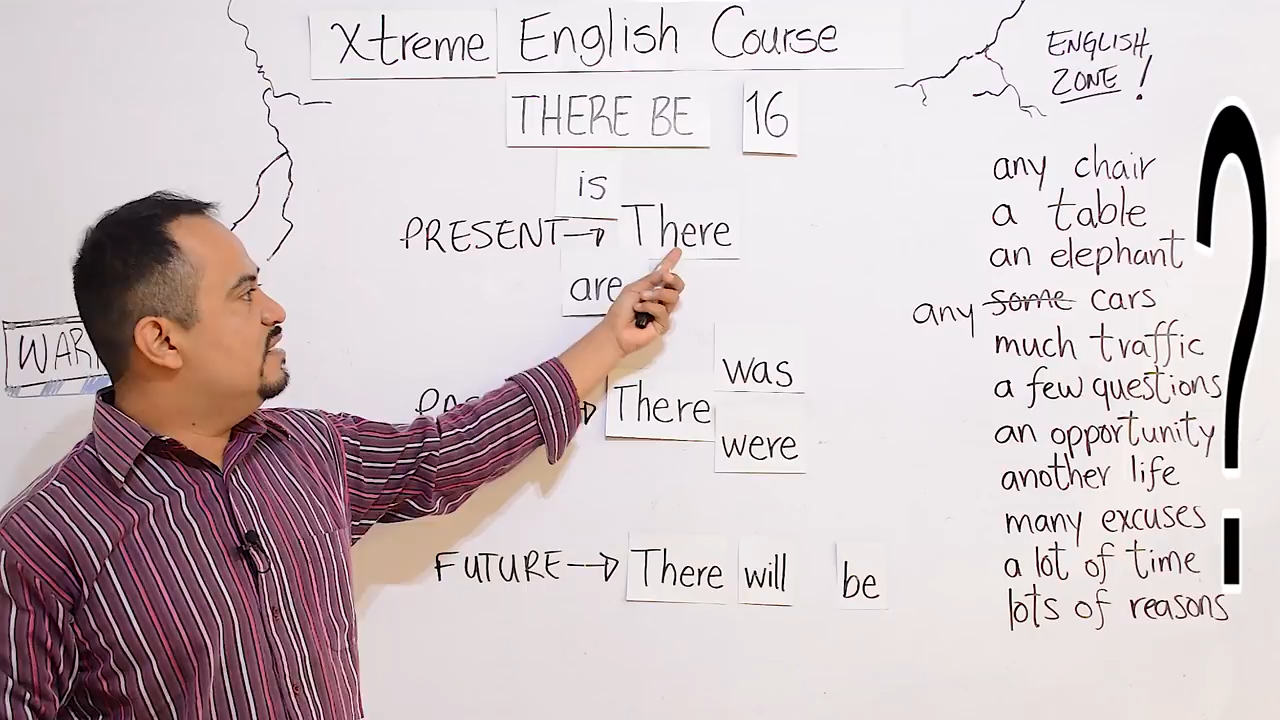 Xtreme English Course
ENGLISH
ZONE!
THERE BE 16
is
PRESENT → There
are
was
There
were
FUTURE → There will be
any chair
a table
an elephant
any some cars
much traffic
a few questions
an opportunity
another life
many excuses
a lot of time
lots of reasons
?